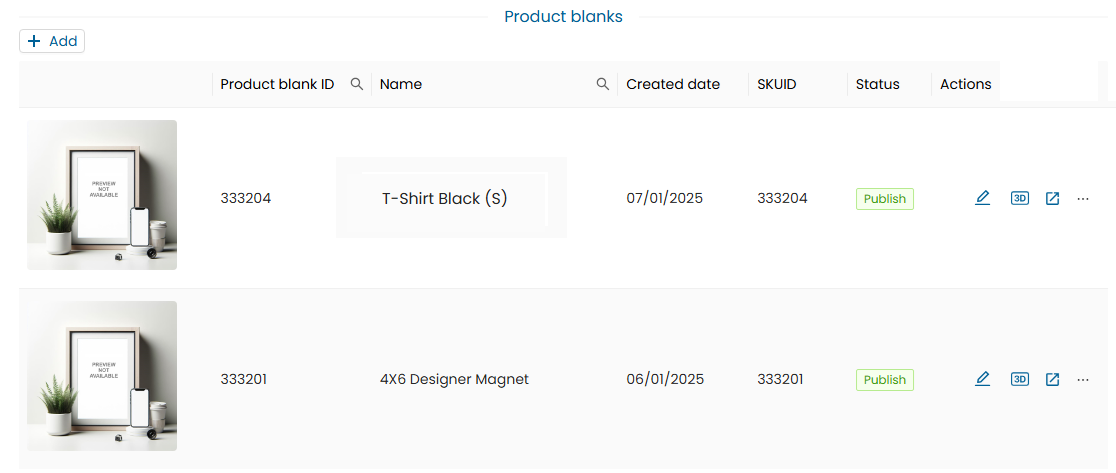 Product blanks
+ Add
Product blank ID Name Created date SKUID Status Actions
PREVIEW
NOT
AVAILABLE
333204 T-Shirt Black (S) 07/01/2025 333204 Publish 3D ...
PREVIEW
NOT
AVAILABLE
333201 4X6 Designer Magnet 06/01/2025 333201 Publish 3D ...